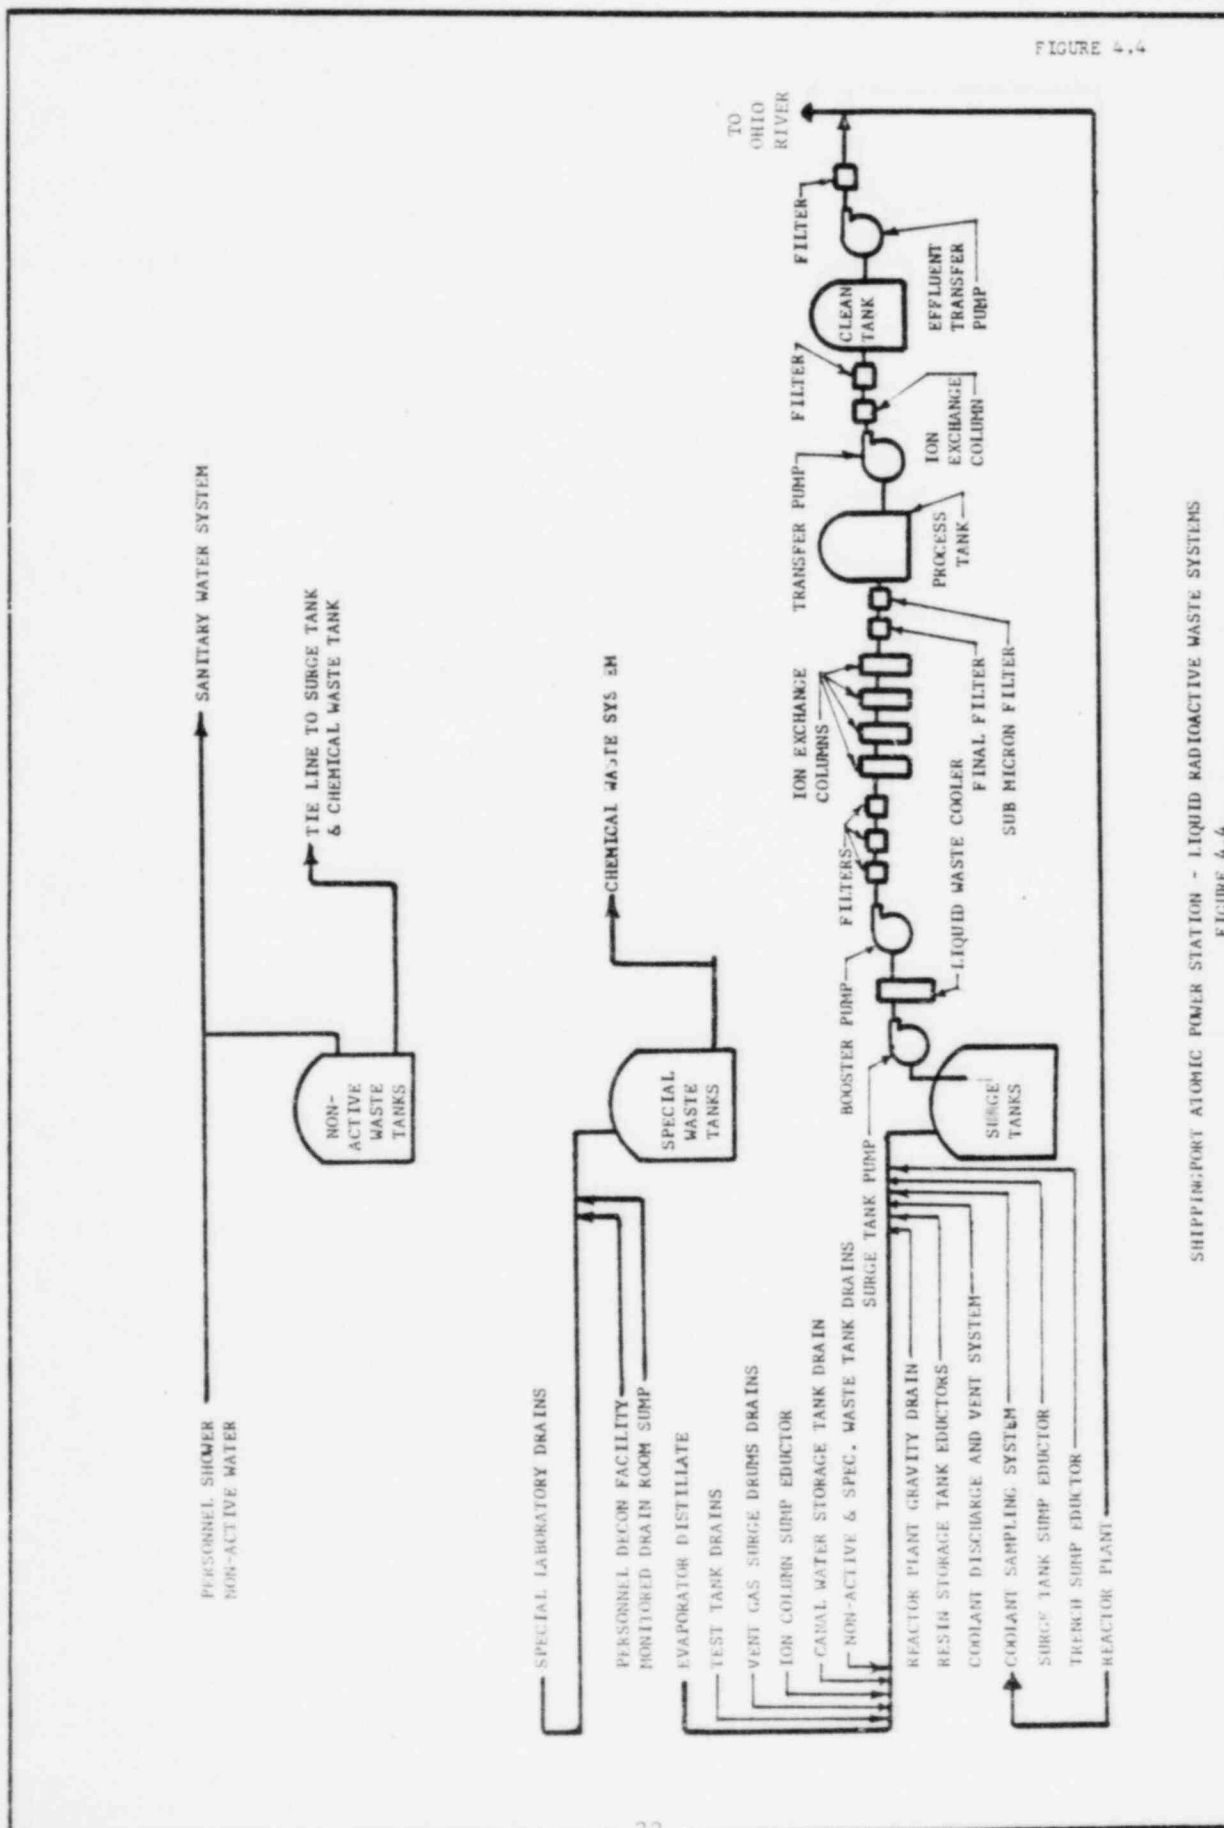 FIGURE 4.4
PERSONNEL SHOWER
NON-ACTIVE WATER
SANITARY WATER SYSTEM
TIE LINE TO SURGE TANK
& CHEMICAL WASTE TANK
NON-
ACTIVE
WASTE
TANKS
SPECIAL LABORATORY DRAINS
PERSONNEL DECON FACILITY
MONITORED DRAIN ROOM SUMP
SPECIAL
WASTE
TANKS
CHEMICAL WASTE SYS EM
EVAPORATOR DISTILLATE
TEST TANK DRAINS
VENT GAS SURGE DRUMS DRAINS
ION COLUMN SUMP EDUCTOR
CANAL WATER STORAGE TANK DRAIN
NON-ACTIVE & SPEC. WASTE TANK DRAINS
SURGE TANK PUMP
REACTOR PLANT GRAVITY DRAIN
RESIN STORAGE TANK EDUCTORS
COOLANT DISCHARGE AND VENT SYSTEM
COOLANT SAMPLING SYSTEM
SURGE TANK SUMP EDUCTOR
TRENCH SUMP EDUCTOR
REACTOR PLANT
SURGE
TANKS
BOOSTER PUMP
LIQUID WASTE COOLER
FILTERS
ION EXCHANGE
COLUMNS
FINAL FILTER
SUB MICRON FILTER
PROCESS
TANK
TRANSFER PUMP
ION
EXCHANGE
COLUMN
FILTER
CLEAN
TANK
EFFLUENT
TRANSFER
PUMP
FILTER
TO
OHIO
RIVER
SHIPPINGPORT ATOMIC POWER STATION - LIQUID RADIOACTIVE WASTE SYSTEMS
FIGURE 4.4